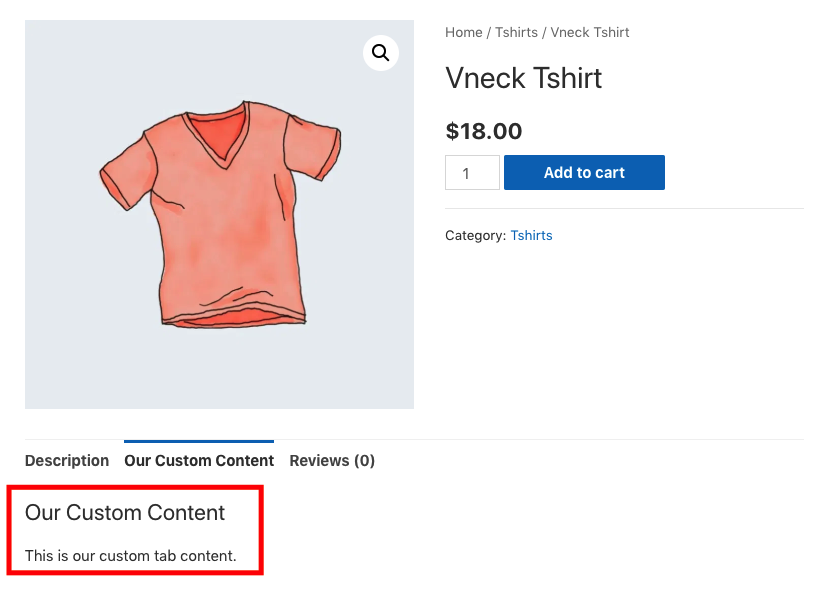 Home / Tshirts / Vneck Tshirt
Vneck Tshirt
$18.00
1 Add to cart
Category: Tshirts
Description Our Custom Content Reviews (0)
Our Custom Content
This is our custom tab content.